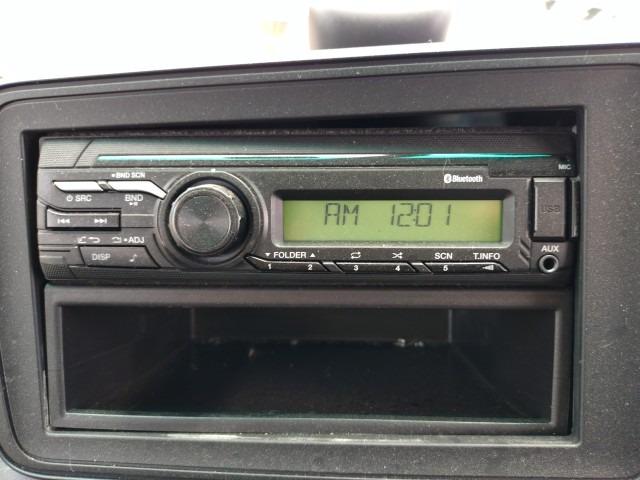 BND SCN
SRC
BND
ADJ
DISP
Bluetooth
AM 12:01
MIC
USB
AUX
FOLDER
SCN
T.INFO
1 2 3 4 5